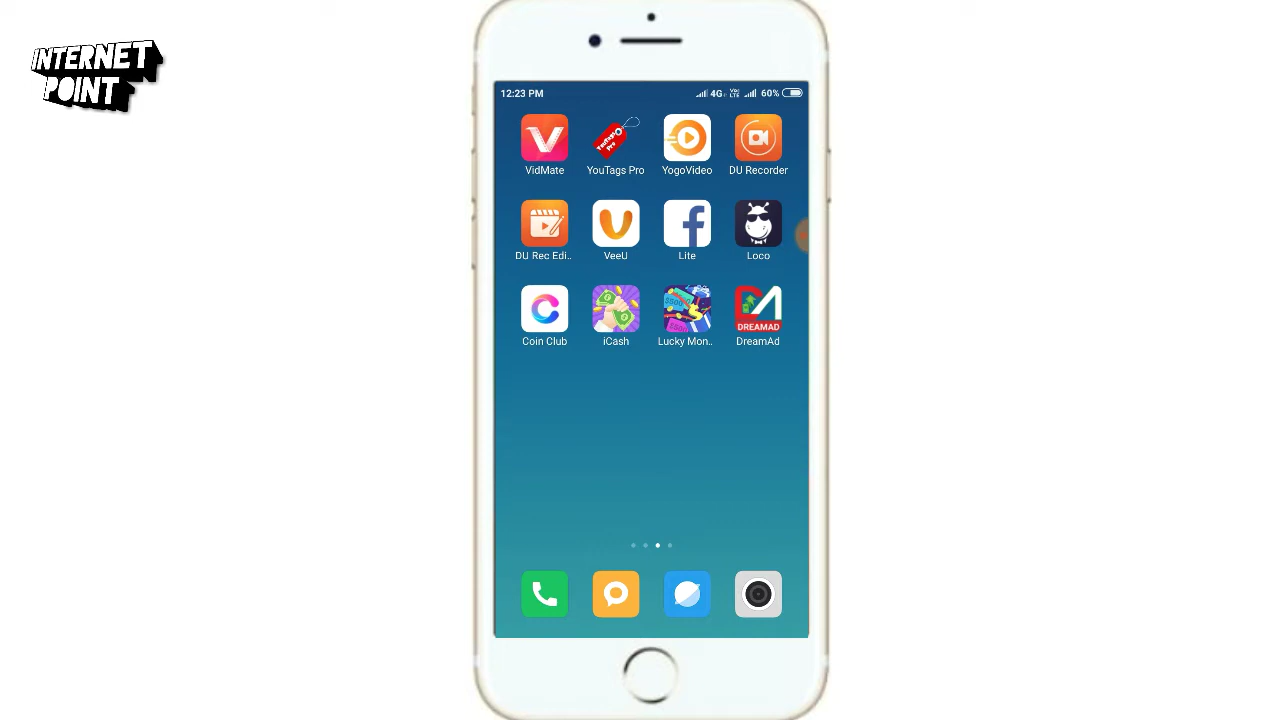 INTERNET
POINT
12:23 PM 4G VoLTE 60%
VidMate YouTags Pro YogoVideo DU Recorder
DU Rec Edi.. VeeU Lite Loco
Coin Club iCash Lucky Mon.. DreamAd
DREAMAD